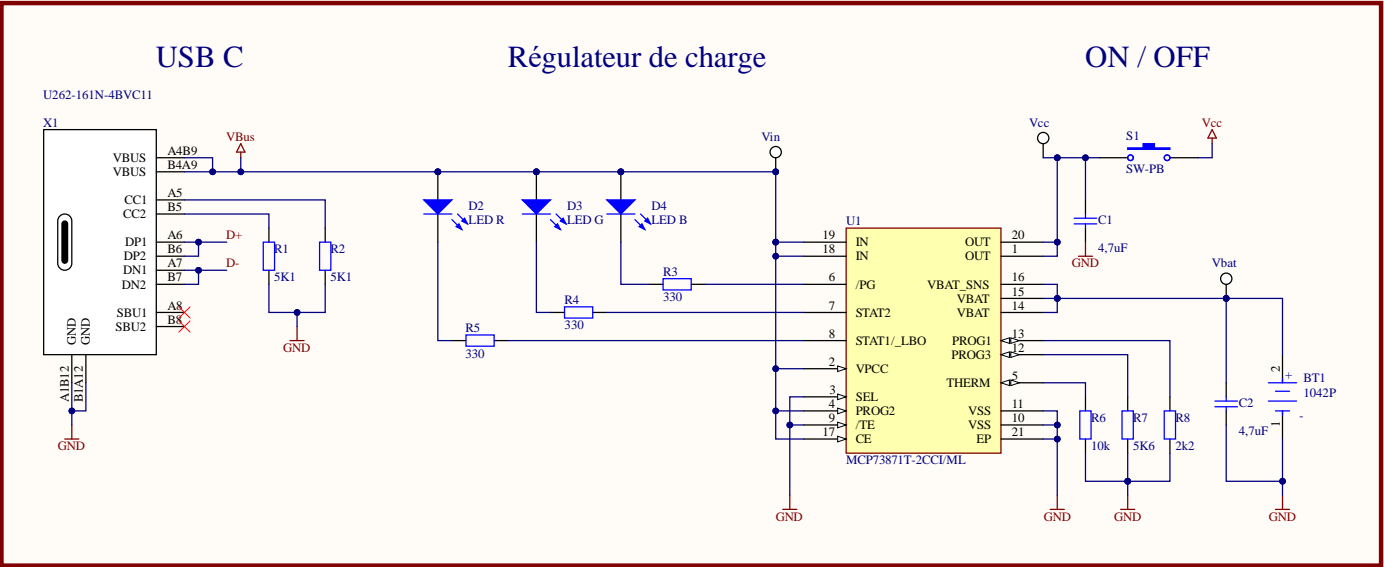 USB C
Régulateur de charge
ON / OFF
U262-161N-4BVC11
X1
VBUS
VBUS
CC1
CC2
DP1
DP2
DN1
DN2
SBU1
SBU2
GND
GND
A4B9
B4A9
A5
B5
A6
B6
A7
B7
A8
B8
A1B12
B1A12
GND
VBus
D+
D-
R1
5K1
R2
5K1
GND
D2
LED R
D3
LED G
D4
LED B
R3
330
R4
330
R5
330
Vin
U1
19
IN
18
IN
6
/PG
7
STAT2
8
STAT1/_LBO
2
VPCC
3
SEL
4
PROG2
9
/TE
17
CE
OUT
20
OUT
1
VBAT_SNS
16
VBAT
15
VBAT
14
PROG1
13
PROG3
12
THERM
5
VSS
11
VSS
10
EP
21
MCP73871T-2CCI/ML
GND
GND
Vcc
S1
SW-PB
Vcc
C1
4,7uF
GND
R6
10k
R7
5K6
R8
2k2
GND
Vbat
C2
4,7uF
2
+
BT1
1042P
-
1
GND